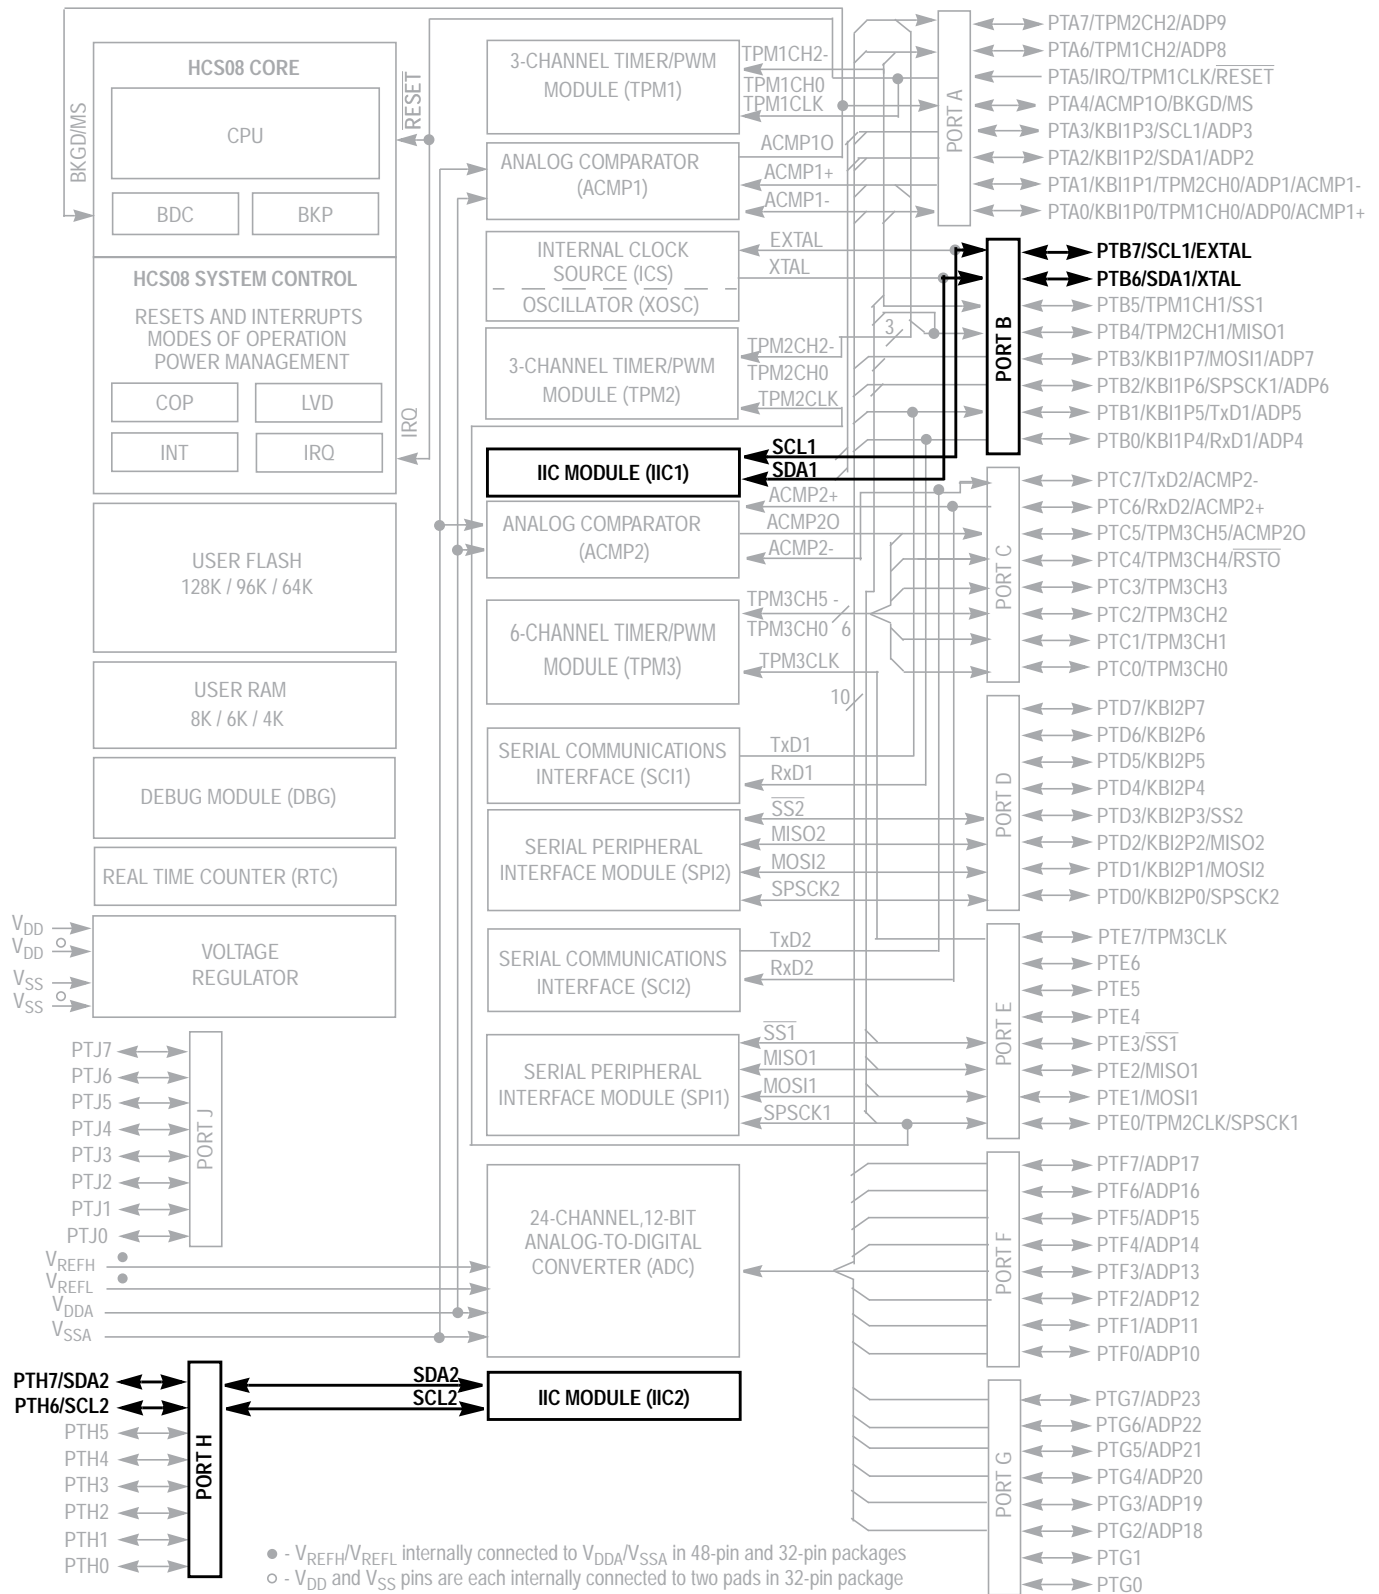 BKGD/MS
HCS08 CORE
CPU
BDC
BKP
RESET
HCS08 SYSTEM CONTROL
RESETS AND INTERRUPTS
MODES OF OPERATION
POWER MANAGEMENT
COP
LVD
INT
IRQ
IRQ
USER FLASH
128K / 96K / 64K
USER RAM
8K / 6K / 4K
DEBUG MODULE (DBG)
REAL TIME COUNTER (RTC)
VOLTAGE
REGULATOR
VDD
VDD
VSS
VSS
PTJ7
PTJ6
PTJ5
PTJ4
PTJ3
PTJ2
PTJ1
PTJ0
PORT J
VREFH
VREFL
VDDA
VSSA
PTH7/SDA2
PTH6/SCL2
PTH5
PTH4
PTH3
PTH2
PTH1
PTH0
PORT H
3-CHANNEL TIMER/PWM
MODULE (TPM1)
TPM1CH2-
TPM1CH0
TPM1CLK
ANALOG COMPARATOR
(ACMP1)
ACMP1O
ACMP1+
ACMP1-
INTERNAL CLOCK
SOURCE (ICS)
OSCILLATOR (XOSC)
EXTAL
XTAL
3-CHANNEL TIMER/PWM
MODULE (TPM2)
TPM2CH2-
TPM2CH0
TPM2CLK
3
IIC MODULE (IIC1)
SCL1
SDA1
ANALOG COMPARATOR
(ACMP2)
ACMP2+
ACMP2O
ACMP2-
6-CHANNEL TIMER/PWM
MODULE (TPM3)
TPM3CH5 -
TPM3CH0 6
TPM3CLK
10
SERIAL COMMUNICATIONS
INTERFACE (SCI1)
TxD1
RxD1
SERIAL PERIPHERAL
INTERFACE MODULE (SPI2)
SS2
MISO2
MOSI2
SPSCK2
SERIAL COMMUNICATIONS
INTERFACE (SCI2)
TxD2
RxD2
SERIAL PERIPHERAL
INTERFACE MODULE (SPI1)
SS1
MISO1
MOSI1
SPSCK1
24-CHANNEL,12-BIT
ANALOG-TO-DIGITAL
CONVERTER (ADC)
SDA2
SCL2
IIC MODULE (IIC2)
PORT A
PTA7/TPM2CH2/ADP9
PTA6/TPM1CH2/ADP8
PTA5/IRQ/TPM1CLK/RESET
PTA4/ACMP1O/BKGD/MS
PTA3/KBI1P3/SCL1/ADP3
PTA2/KBI1P2/SDA1/ADP2
PTA1/KBI1P1/TPM2CH0/ADP1/ACMP1-
PTA0/KBI1P0/TPM1CH0/ADP0/ACMP1+
PORT B
PTB7/SCL1/EXTAL
PTB6/SDA1/XTAL
PTB5/TPM1CH1/SS1
PTB4/TPM2CH1/MISO1
PTB3/KBI1P7/MOSI1/ADP7
PTB2/KBI1P6/SPSCK1/ADP6
PTB1/KBI1P5/TxD1/ADP5
PTB0/KBI1P4/RxD1/ADP4
PORT C
PTC7/TxD2/ACMP2-
PTC6/RxD2/ACMP2+
PTC5/TPM3CH5/ACMP2O
PTC4/TPM3CH4/RSTO
PTC3/TPM3CH3
PTC2/TPM3CH2
PTC1/TPM3CH1
PTC0/TPM3CH0
PORT D
PTD7/KBI2P7
PTD6/KBI2P6
PTD5/KBI2P5
PTD4/KBI2P4
PTD3/KBI2P3/SS2
PTD2/KBI2P2/MISO2
PTD1/KBI2P1/MOSI2
PTD0/KBI2P0/SPSCK2
PORT E
PTE7/TPM3CLK
PTE6
PTE5
PTE4
PTE3/SS1
PTE2/MISO1
PTE1/MOSI1
PTE0/TPM2CLK/SPSCK1
PORT F
PTF7/ADP17
PTF6/ADP16
PTF5/ADP15
PTF4/ADP14
PTF3/ADP13
PTF2/ADP12
PTF1/ADP11
PTF0/ADP10
PORT G
PTG7/ADP23
PTG6/ADP22
PTG5/ADP21
PTG4/ADP20
PTG3/ADP19
PTG2/ADP18
PTG1
PTG0
● - VREFH/VREFL internally connected to VDDA/VSSA in 48-pin and 32-pin packages
○ - VDD and VSS pins are each internally connected to two pads in 32-pin package